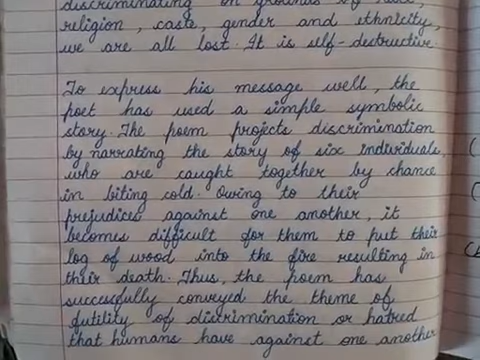 discriminating on grounds of
religion, caste, gender and ethnicity,
we are all lost. It is self-destructive.
To express his message well, the
poet has used a simple symbolic
story. The poem projects discrimination
by narrating the story of six individuals,
who are caught together by chance
in biting cold. Owing to their
prejudices against one another, it
becomes difficult for them to put their
log of wood into the fire resulting in
their death. Thus, the poem has
successfully conveyed the theme of
futility of discrimination or hatred
that humans have against one another